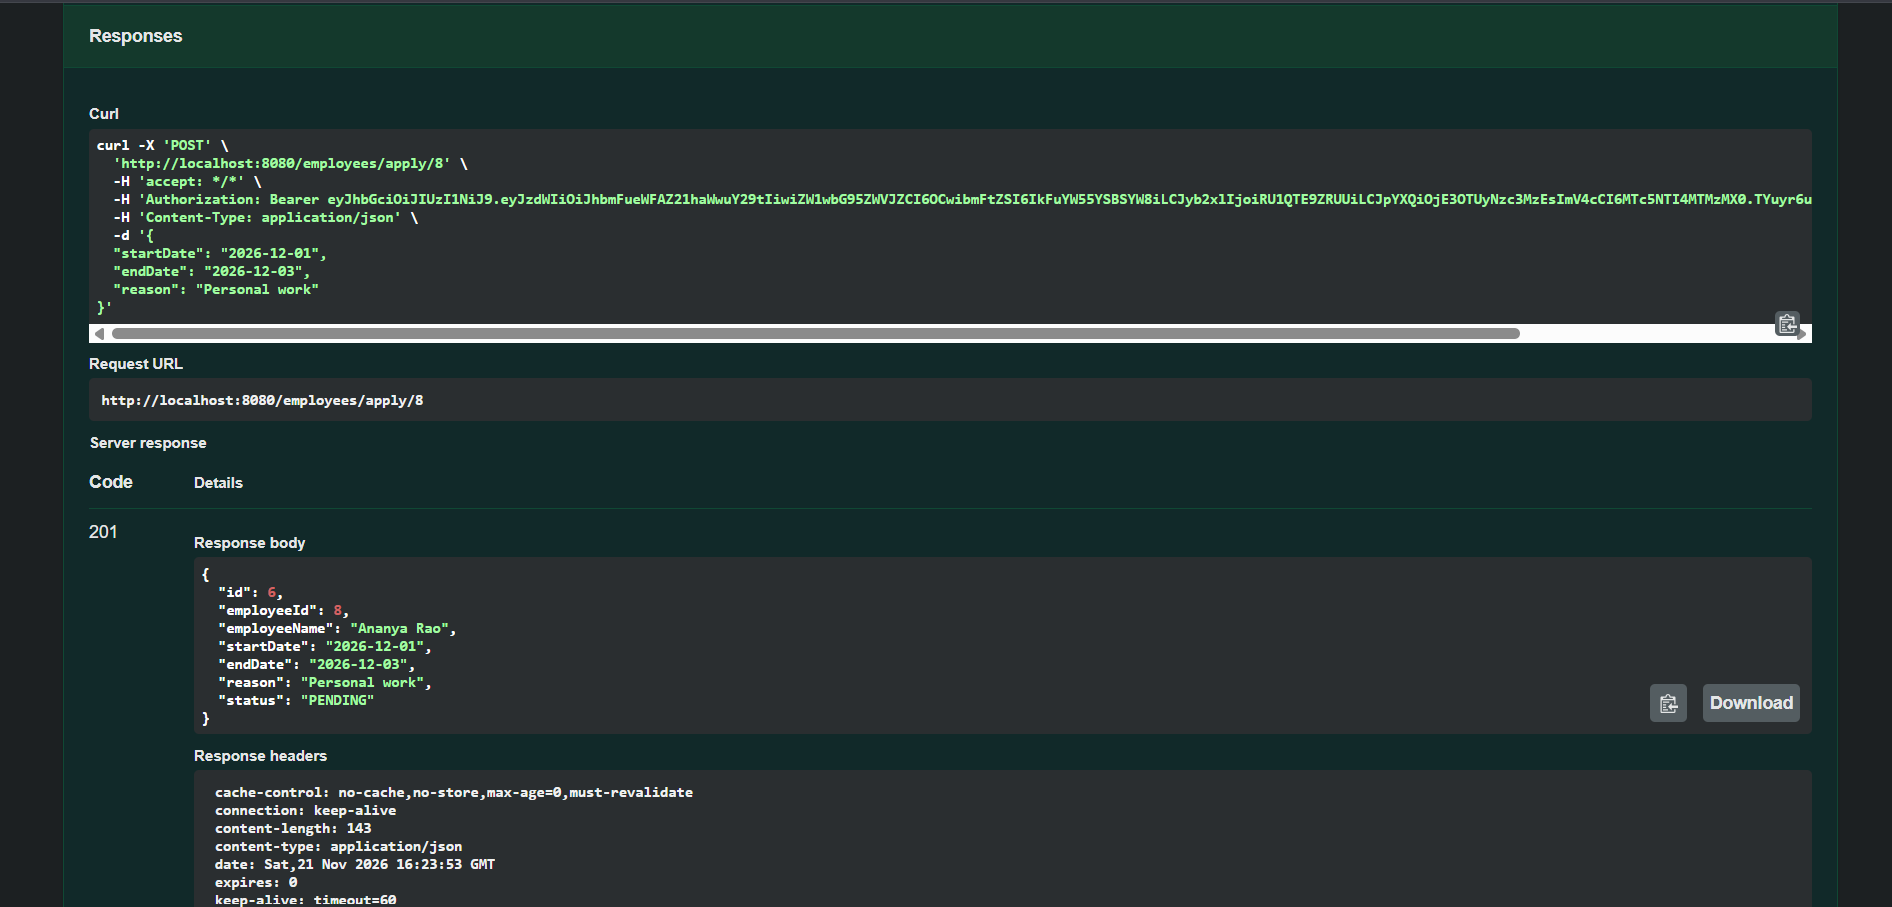 Responses
Curl
curl -X 'POST' \
'http://localhost:8080/employees/apply/8' \
-H 'accept: */*' \
-H 'Authorization: Bearer eyJhbGciOiJIUzI1NiJ9.eyJzdWIiOiJhbmFueWFAZ21haWwuY29tIiwiZW1wbG95ZWVJZCI6OCwibmFtZSI6IkFuYW55YSBSYW8iLCJyb2xlIjoiRU1QTE9ZRUUiLCJpYXQiOjE3OTUyNzc3MzEsImV4cCI6MTc5NTI4MTMzMX0.TYuyr6u
-H 'Content-Type: application/json' \
-d '{
"startDate": "2026-12-01",
"endDate": "2026-12-03",
"reason": "Personal work"
}'
Request URL
http://localhost:8080/employees/apply/8
Server response
Code Details
201
Response body
{
"id": 6,
"employeeId": 8,
"employeeName": "Ananya Rao",
"startDate": "2026-12-01",
"endDate": "2026-12-03",
"reason": "Personal work",
"status": "PENDING"
}
Download
Response headers
cache-control: no-cache,no-store,max-age=0,must-revalidate
connection: keep-alive
content-length: 143
content-type: application/json
date: Sat,21 Nov 2026 16:23:53 GMT
expires: 0
keep-alive: timeout=60